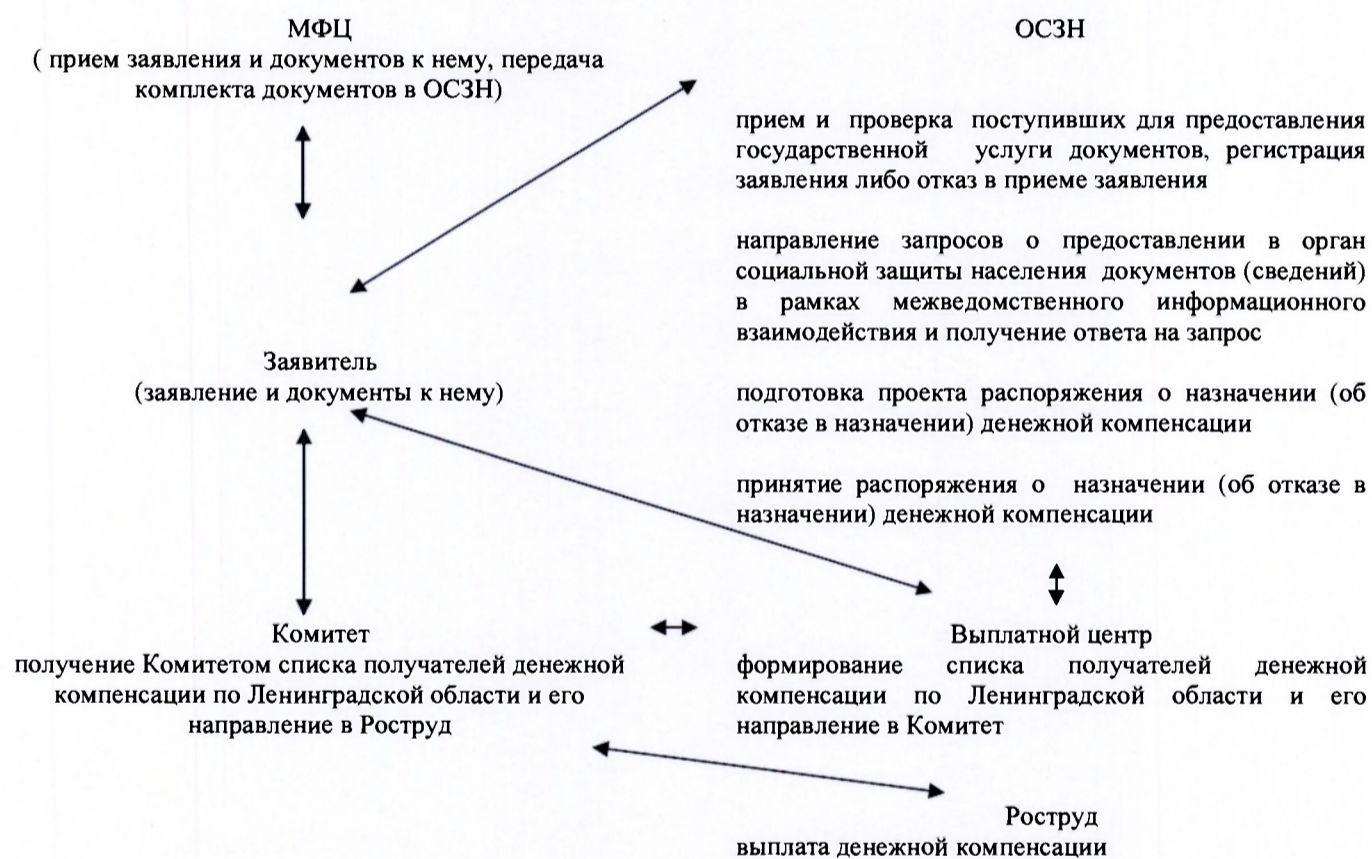 МФЦ
( прием заявления и документов к нему, передача
комплекта документов в ОСЗН)
ОСЗН
прием и проверка поступивших для предоставления
государственной услуги документов, регистрация
заявления либо отказ в приеме заявления
направление запросов о предоставлении в орган
социальной защиты населения документов (сведений)
в рамках межведомственного информационного
взаимодействия и получение ответа на запрос
Заявитель
(заявление и документы к нему)
подготовка проекта распоряжения о назначении (об
отказе в назначении) денежной компенсации
принятие распоряжения о назначении (об отказе в
назначении) денежной компенсации
Комитет
получение Комитетом списка получателей денежной
компенсации по Ленинградской области и его
направление в Роструд
Выплатной центр
формирование списка получателей денежной
компенсации по Ленинградской области и его
направление в Комитет
Роструд
выплата денежной компенсации